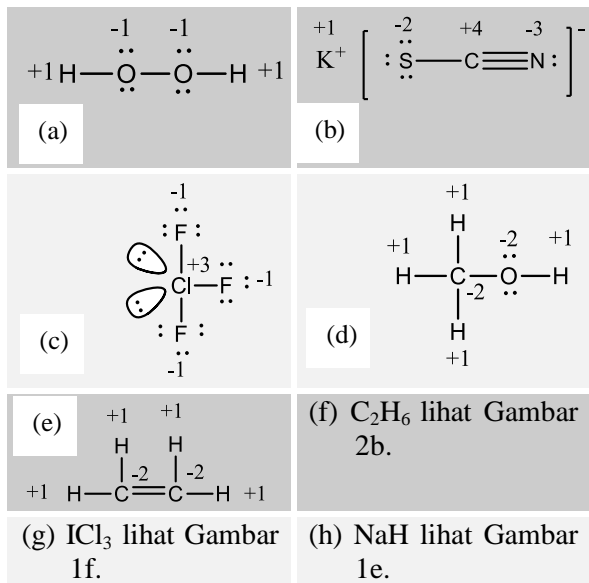 -1 -1
+1 H O O H +1
(a)
+1 -2 +4 -3
K+ [ : S C N : ]-
(b)
-1
: F :
+3
Cl F : -1
: F :
-1
(c)
+1
H
+1 -2 +1
H C O H
-2
H
+1
(d)
(e)
+1 +1
H H
-2 -2
+1 H C C H +1
(f) C₂H₆ lihat Gambar
2b.
(g) ICl₃ lihat Gambar
1f.
(h) NaH lihat Gambar
1e.